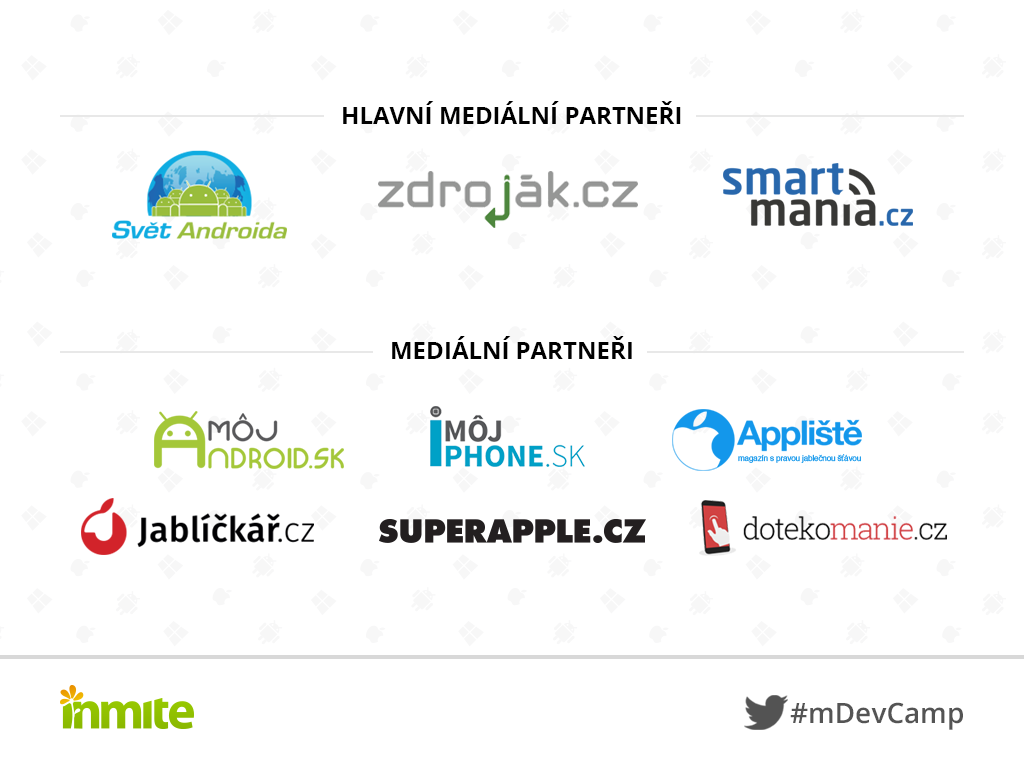 HLAVNÍ MEDIÁLNÍ PARTNEŘI
Svět Androida
zdroják.cz
smart
mania.cz
MEDIÁLNÍ PARTNEŘI
MÔJ
ANDROID.SK
MÔJ
IPHONE.SK
Appliště
magazín s pravou jablečnou šťávou
Jablíčkář.cz
SUPERAPPLE.CZ
dotekomanie.cz
inmite
#mDevCamp